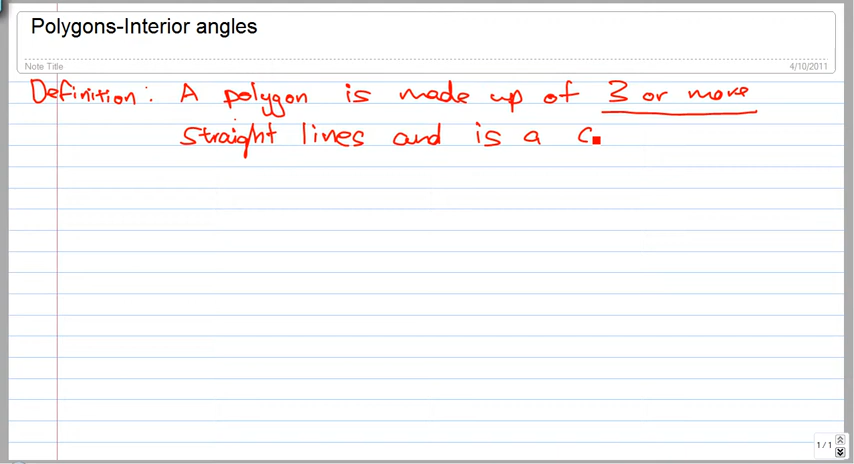 Polygons-Interior angles
Note Title
4/10/2011
Definition: A polygon is made up of 3 or more
straight lines and is a c
1/1